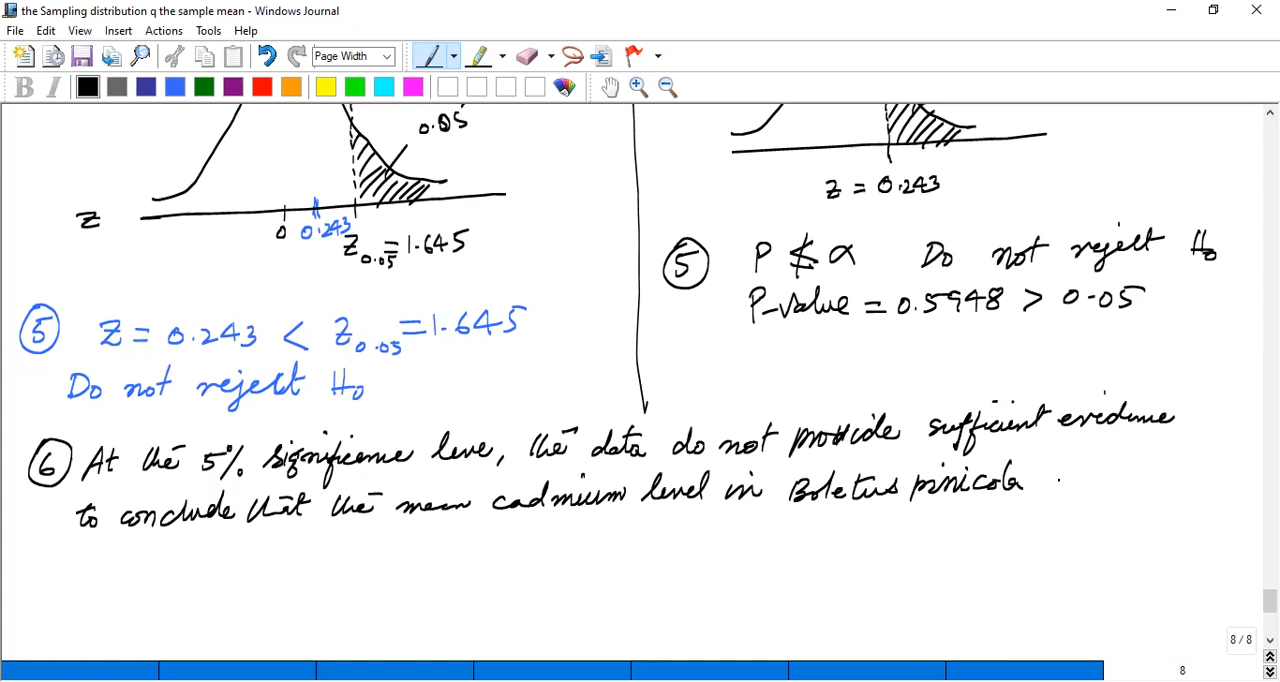 the Sampling distribution q the sample mean - Windows Journal
File Edit View Insert Actions Tools Help
Page Width
B I
0.05
Z
0
0.243
Z0.05=1.645
Z = 0.243
5 Z = 0.243 < Z0.05=1.645
Do not reject H0
5 P ≰ α Do not reject H0
P-value = 0.5948 > 0.05
6 At the 5% significance leve, the data do not provide sufficient evidence
to conclude that the mean cadmium level in Boletus pinicola
8 / 8
8